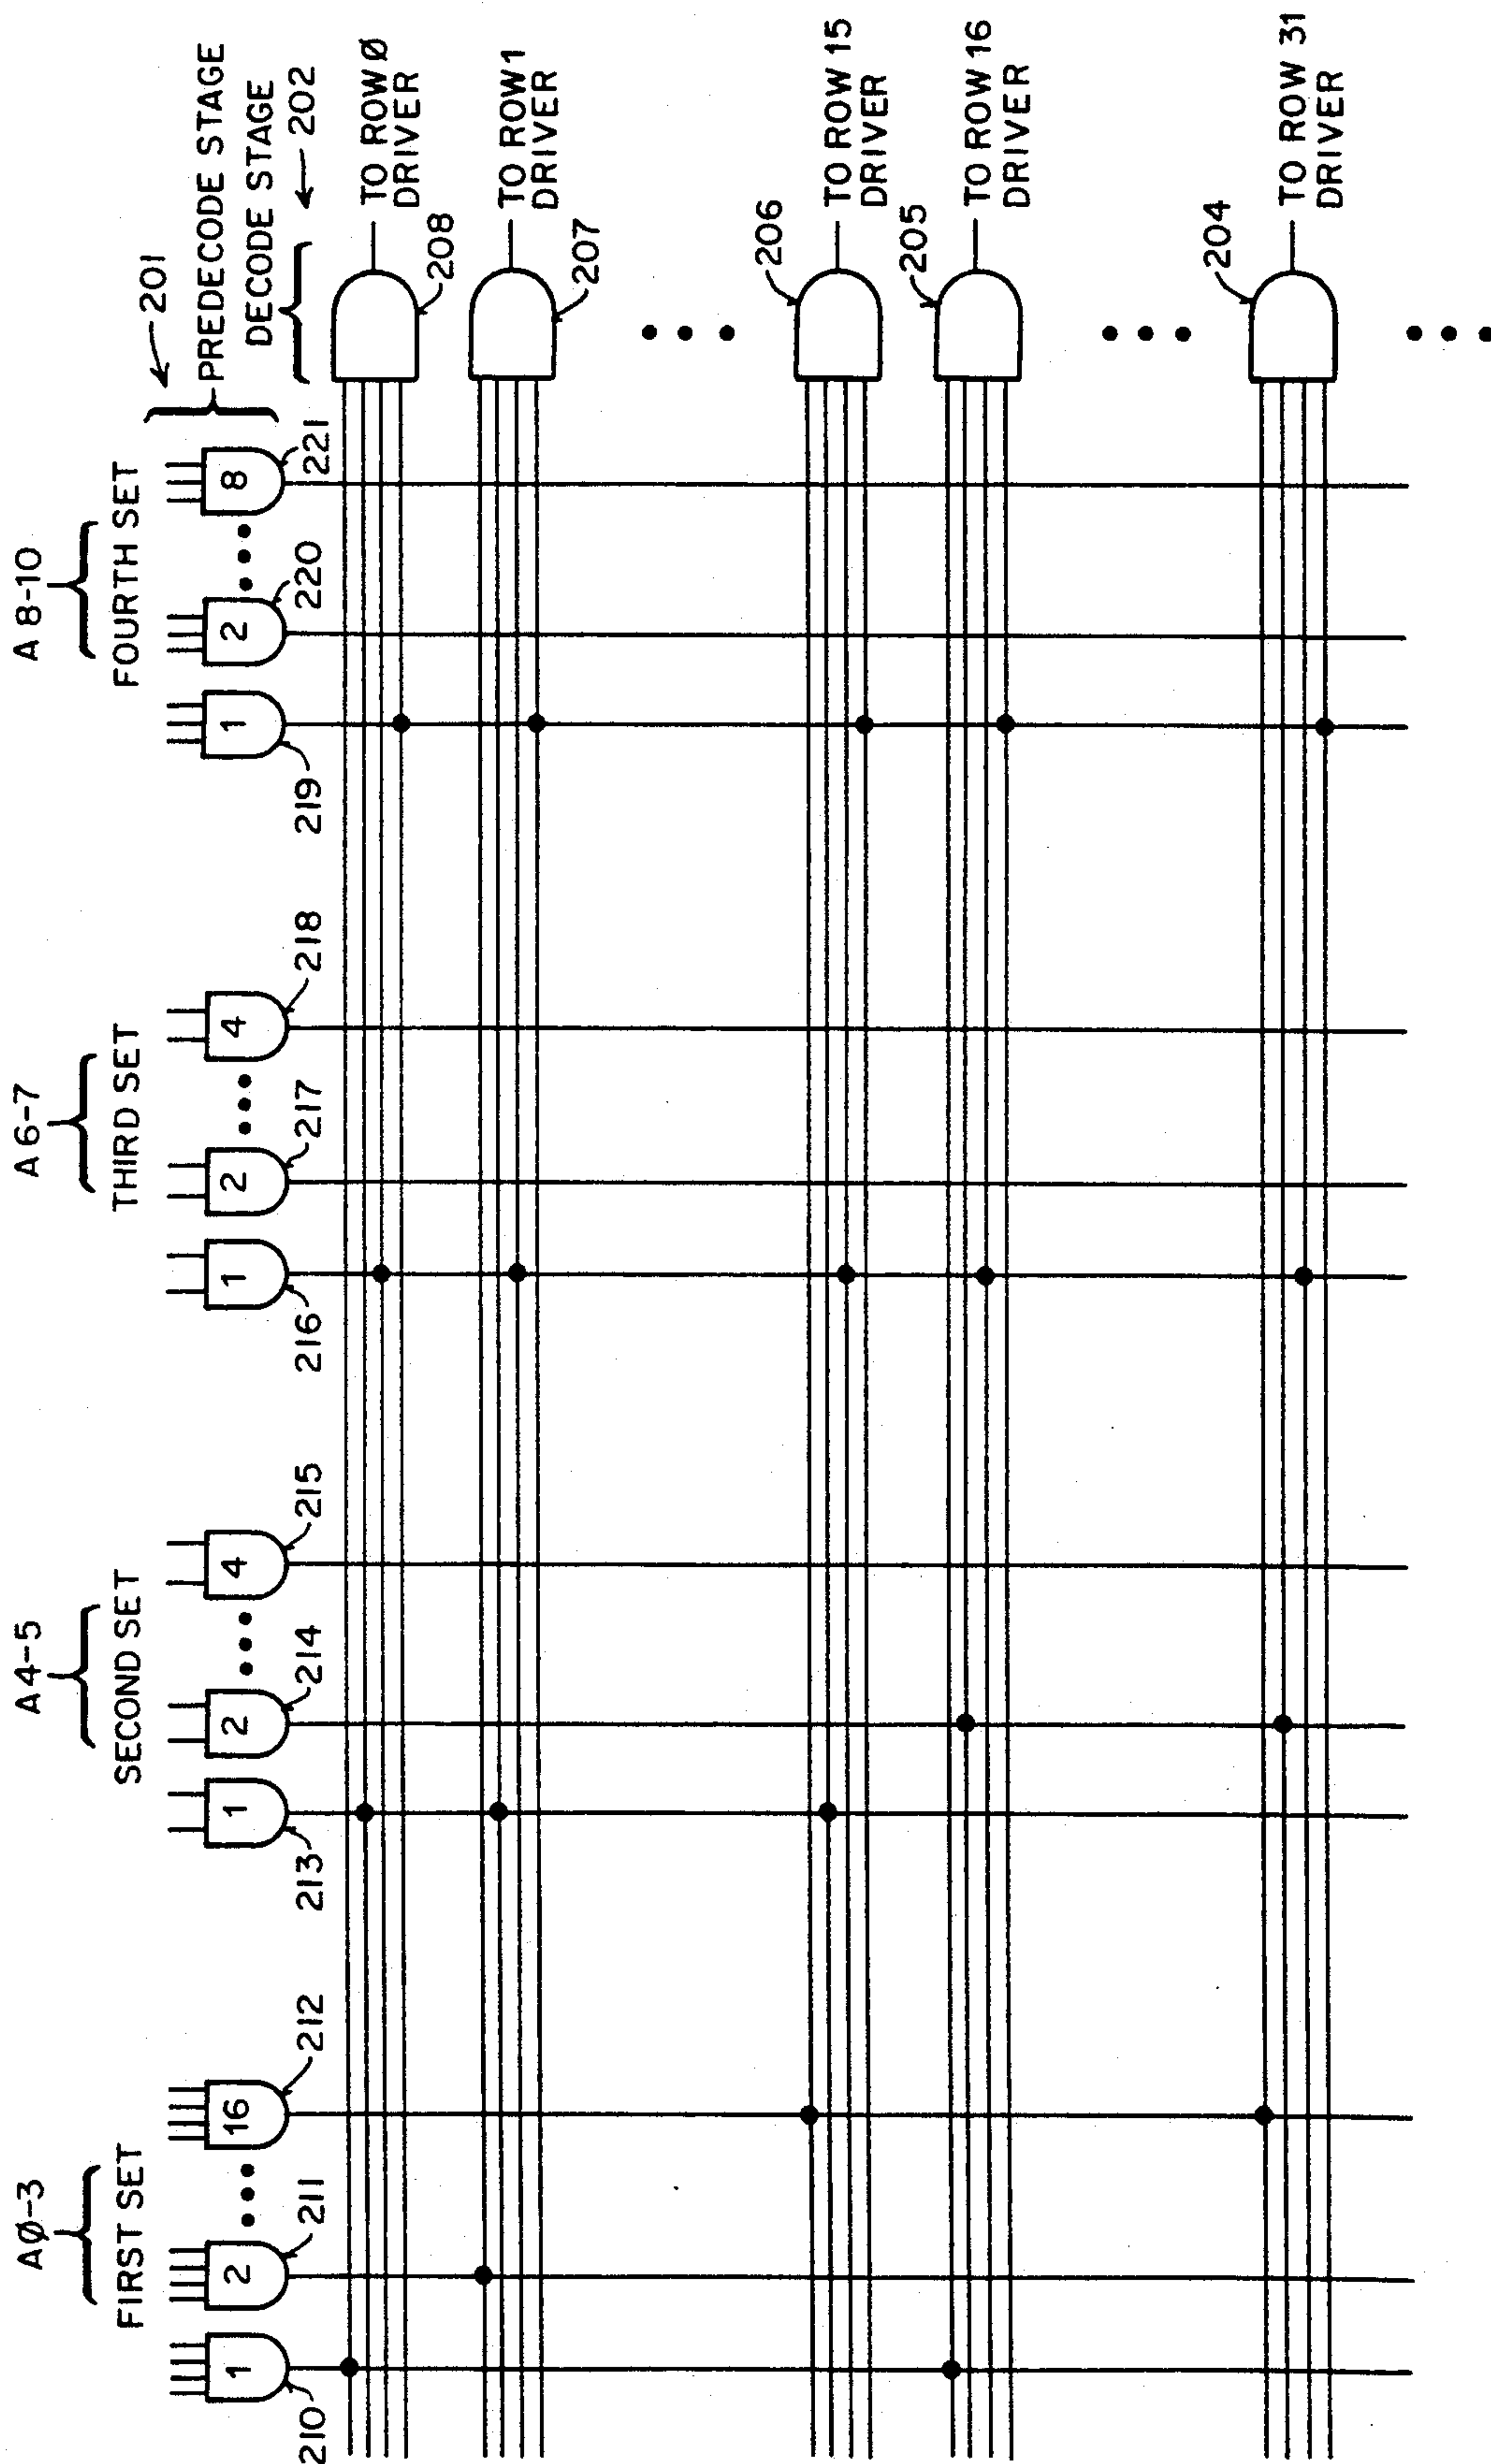 AØ-3
FIRST SET
A4-5
SECOND SET
A6-7
THIRD SET
A8-10
FOURTH SET
201
PREDECODE STAGE
DECODE STAGE
202
1
2
16
1
2
4
1
2
4
1
2
8
210
211
212
213
214
215
216
217
218
219
220
221
208
TO ROW Ø
DRIVER
207
TO ROW 1
DRIVER
206
TO ROW 15
DRIVER
205
TO ROW 16
DRIVER
204
TO ROW 31
DRIVER